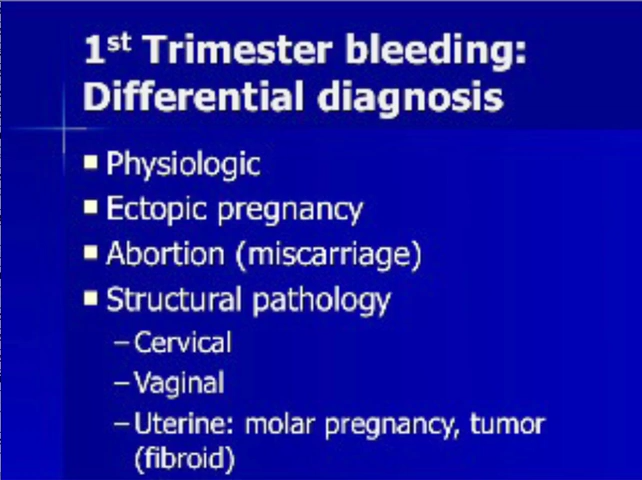 1st Trimester bleeding:
Differential diagnosis
Physiologic
Ectopic pregnancy
Abortion (miscarriage)
Structural pathology
– Cervical
– Vaginal
– Uterine: molar pregnancy, tumor
(fibroid)